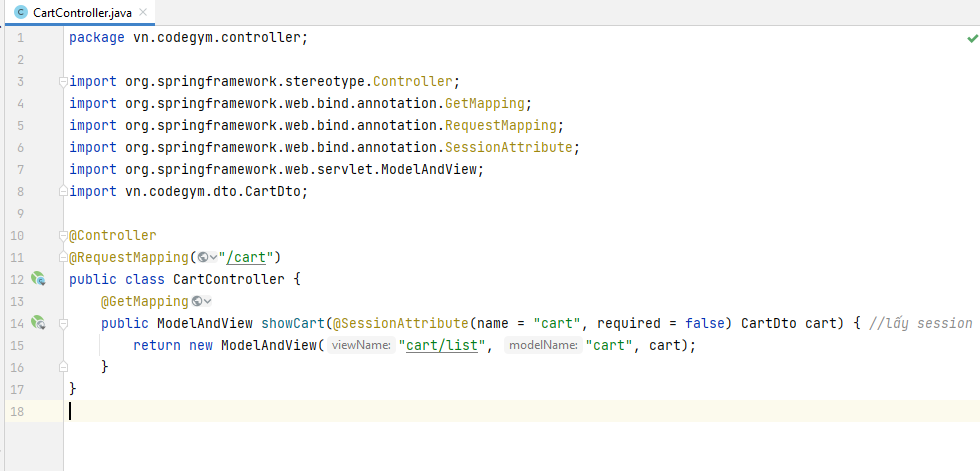 CartController.java
1 package vn.codegym.controller;
2
3 import org.springframework.stereotype.Controller;
4 import org.springframework.web.bind.annotation.GetMapping;
5 import org.springframework.web.bind.annotation.RequestMapping;
6 import org.springframework.web.bind.annotation.SessionAttribute;
7 import org.springframework.web.servlet.ModelAndView;
8 import vn.codegym.dto.CartDto;
9
10 @Controller
11 @RequestMapping("/cart")
12 public class CartController {
13 @GetMapping
14 public ModelAndView showCart(@SessionAttribute(name = "cart", required = false) CartDto cart) { //lấy session
15 return new ModelAndView( viewName: "cart/list", modelName: "cart", cart);
16 }
17 }
18